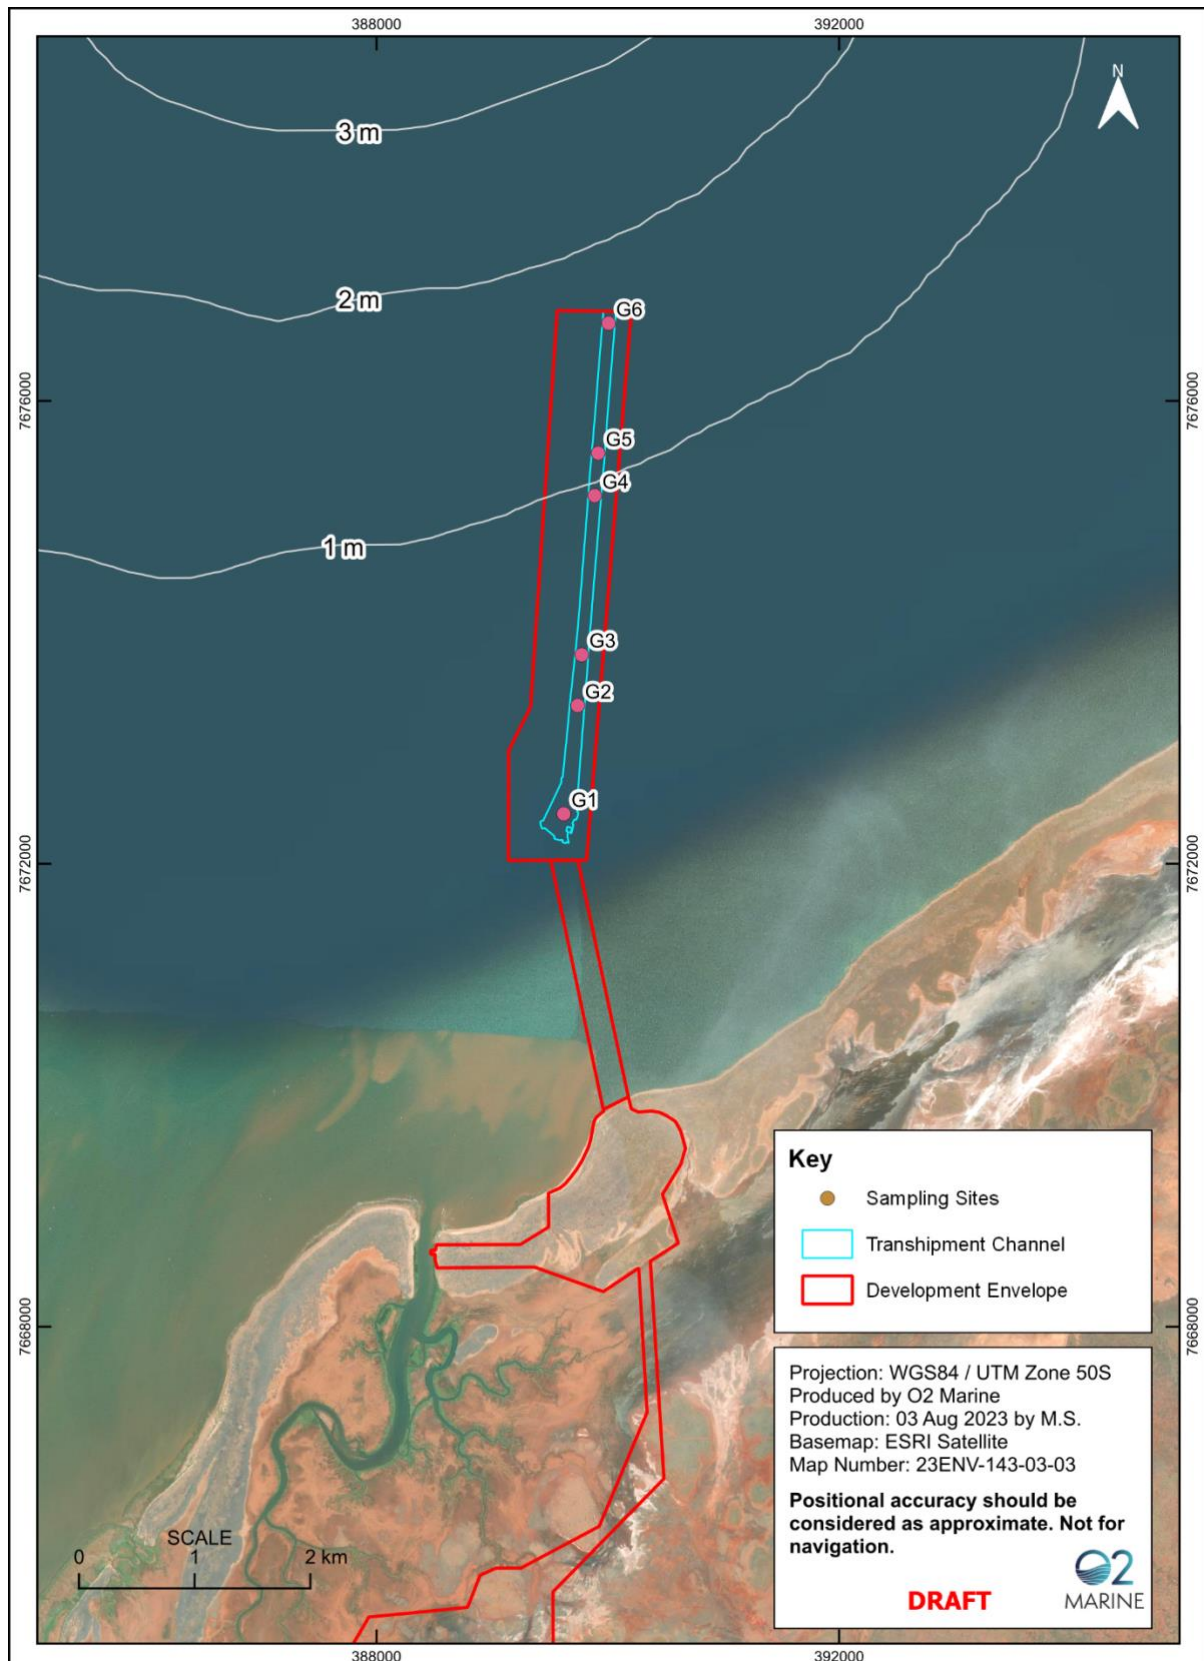 388000
392000
N
3 m
2 m
G6
7676000
7676000
G5
G4
1 m
G3
G2
G1
7672000
7672000
Key
Sampling Sites
Transhipment Channel
Development Envelope
7668000
7668000
Projection: WGS84 / UTM Zone 50S
Produced by O2 Marine
Production: 03 Aug 2023 by M.S.
Basemap: ESRI Satellite
Map Number: 23ENV-143-03-03
Positional accuracy should be
considered as approximate. Not for
navigation.
DRAFT
O2
MARINE
SCALE
0 1 2 km
388000
392000